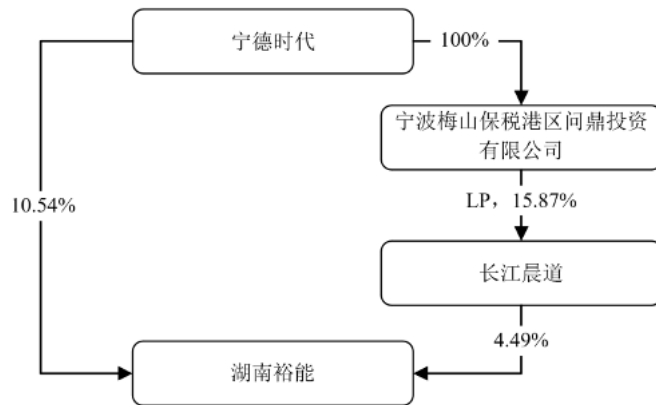 宁德时代
100%
宁波梅山保税港区问鼎投资
有限公司
10.54%
LP，15.87%
长江晨道
4.49%
湖南裕能